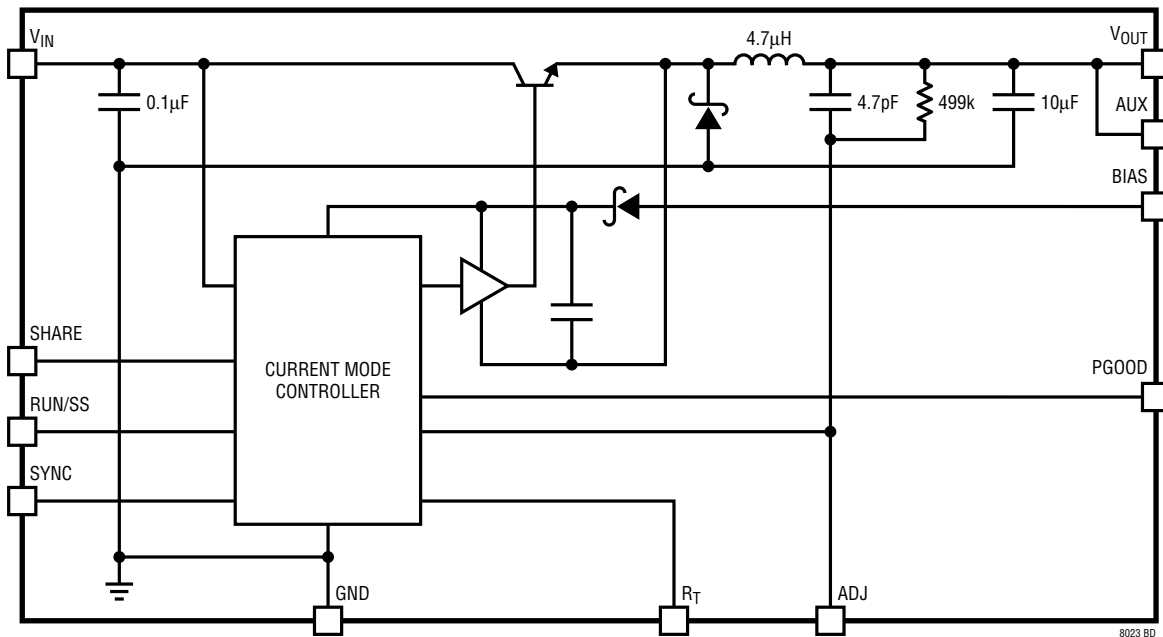 VIN
4.7µH
VOUT
0.1µF
4.7pF
499k
10µF
AUX
BIAS
SHARE
CURRENT MODE
CONTROLLER
PGOOD
RUN/SS
SYNC
GND
RT
ADJ
8023 BD